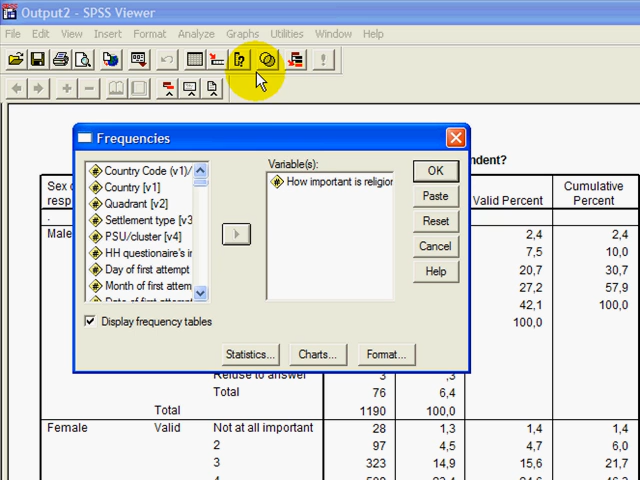 Output2 - SPSS Viewer
File Edit View Insert Format Analyze Graphs Utilities Window Help
Frequencies
Country Code (v1)/
Country [v1]
Quadrant [v2]
Settlement type [v3
PSU/cluster [v4]
HH questionaire's i
Day of first attempt
Month of first attem
Variable(s):
How important is religion
OK
Paste
Reset
Cancel
Help
Display frequency tables
Statistics... Charts... Format...
ndent?
Valid Percent Cumulative
Percent
.
Male 2,4 2,4
7,5 10,0
20,7 30,7
27,2 57,9
42,1 100,0
100,0
Refuse to answer 3 ,3
Total 76 6,4
Total 1190 100,0
Female Valid Not at all important 28 1,3 1,4 1,4
2 97 4,5 4,7 6,0
3 323 14,9 15,6 21,7